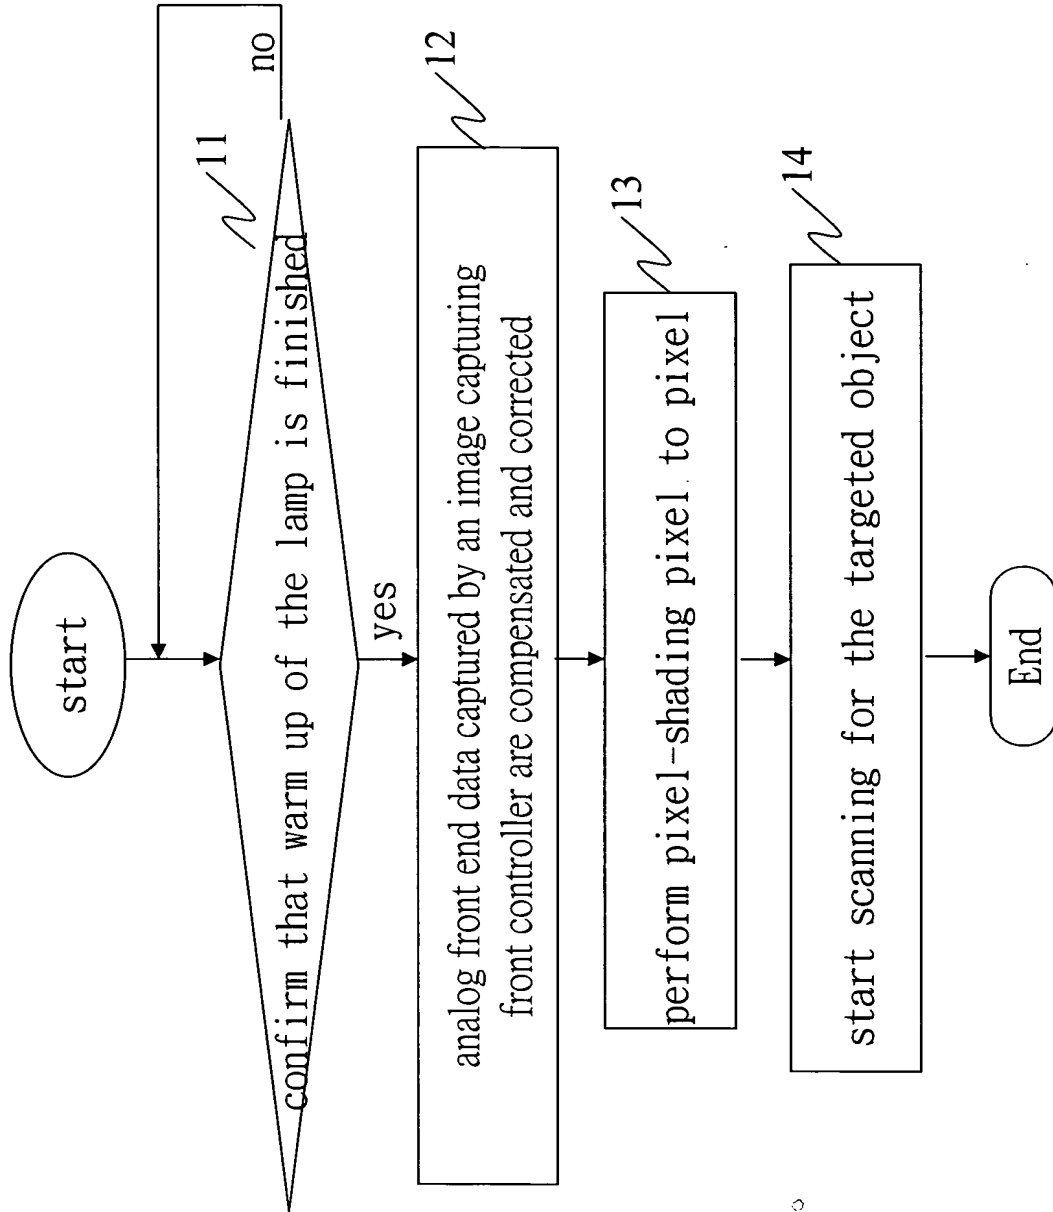 start
no
11
confirm that warm up of the lamp is finished
yes
12
analog front end data captured by an image capturing
front controller are compensated and corrected
13
perform pixel-shading pixel to pixel
14
start scanning for the targeted object
End